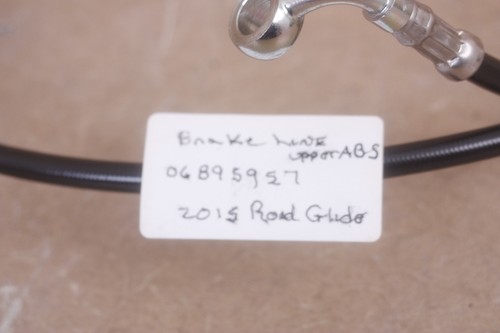 Brake Line
upper ABS
06895957
2015 Road Glide